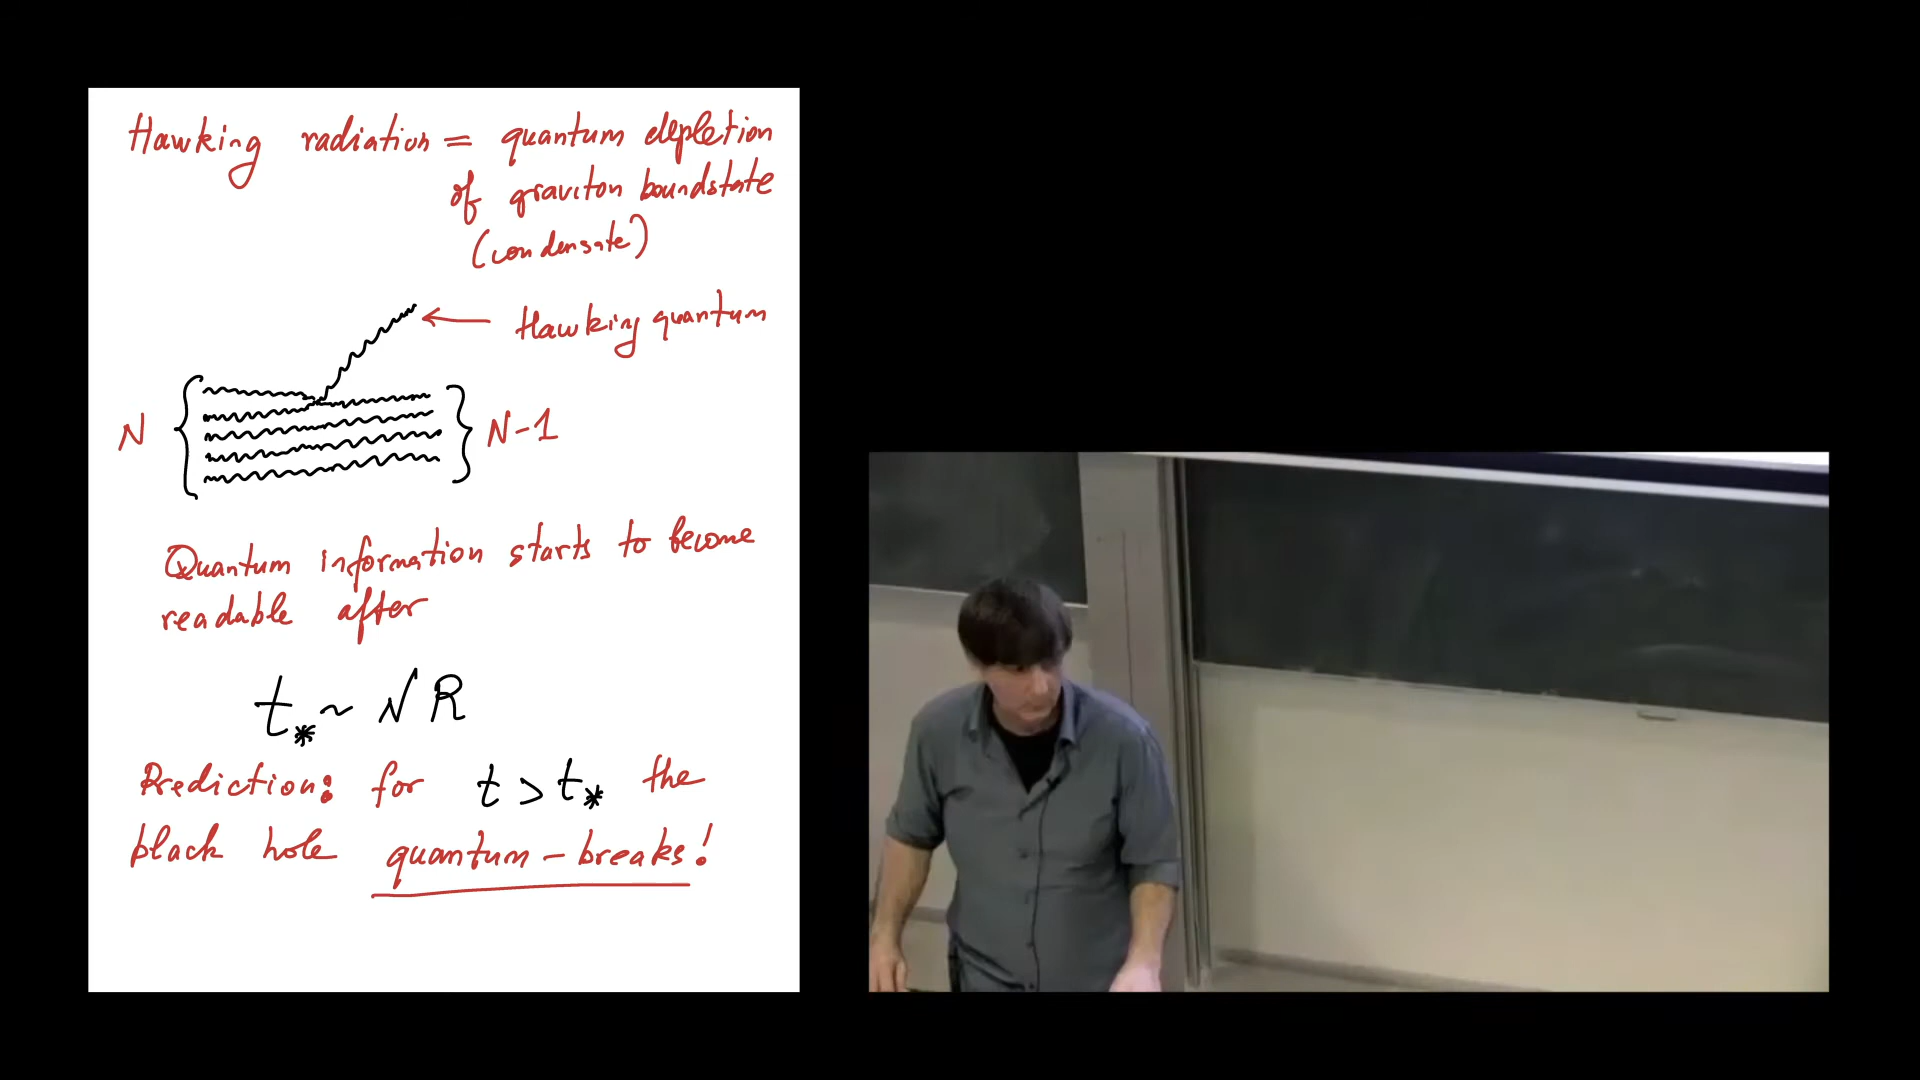 Hawking radiation = quantum depletion
of graviton boundstate
(condensate)
Hawking quantum
N { } N-1
Quantum information starts to become
readable after
t* ~ N R
Prediction: for t > t* the
black hole quantum-breaks!